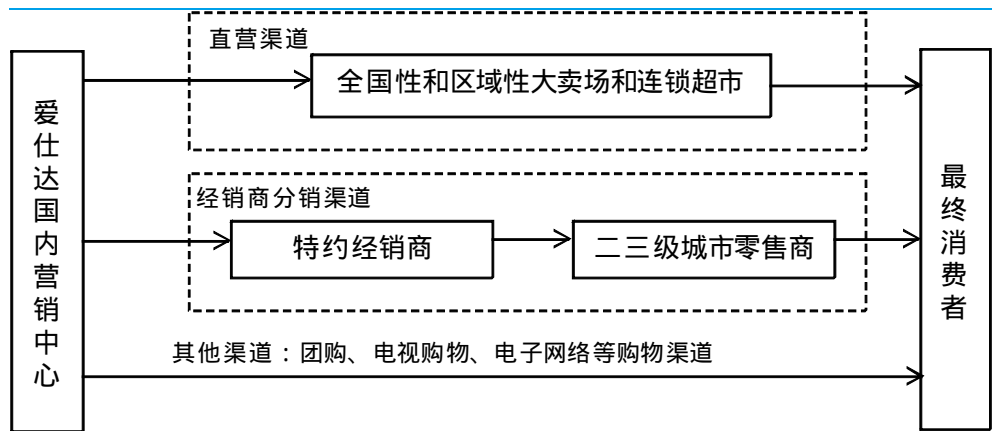 直营渠道
全国性和区域性大卖场和连锁超市
爱仕达国内营销中心
经销商分销渠道
特约经销商
二三级城市零售商
最终消费者
其他渠道：团购、电视购物、电子网络等购物渠道